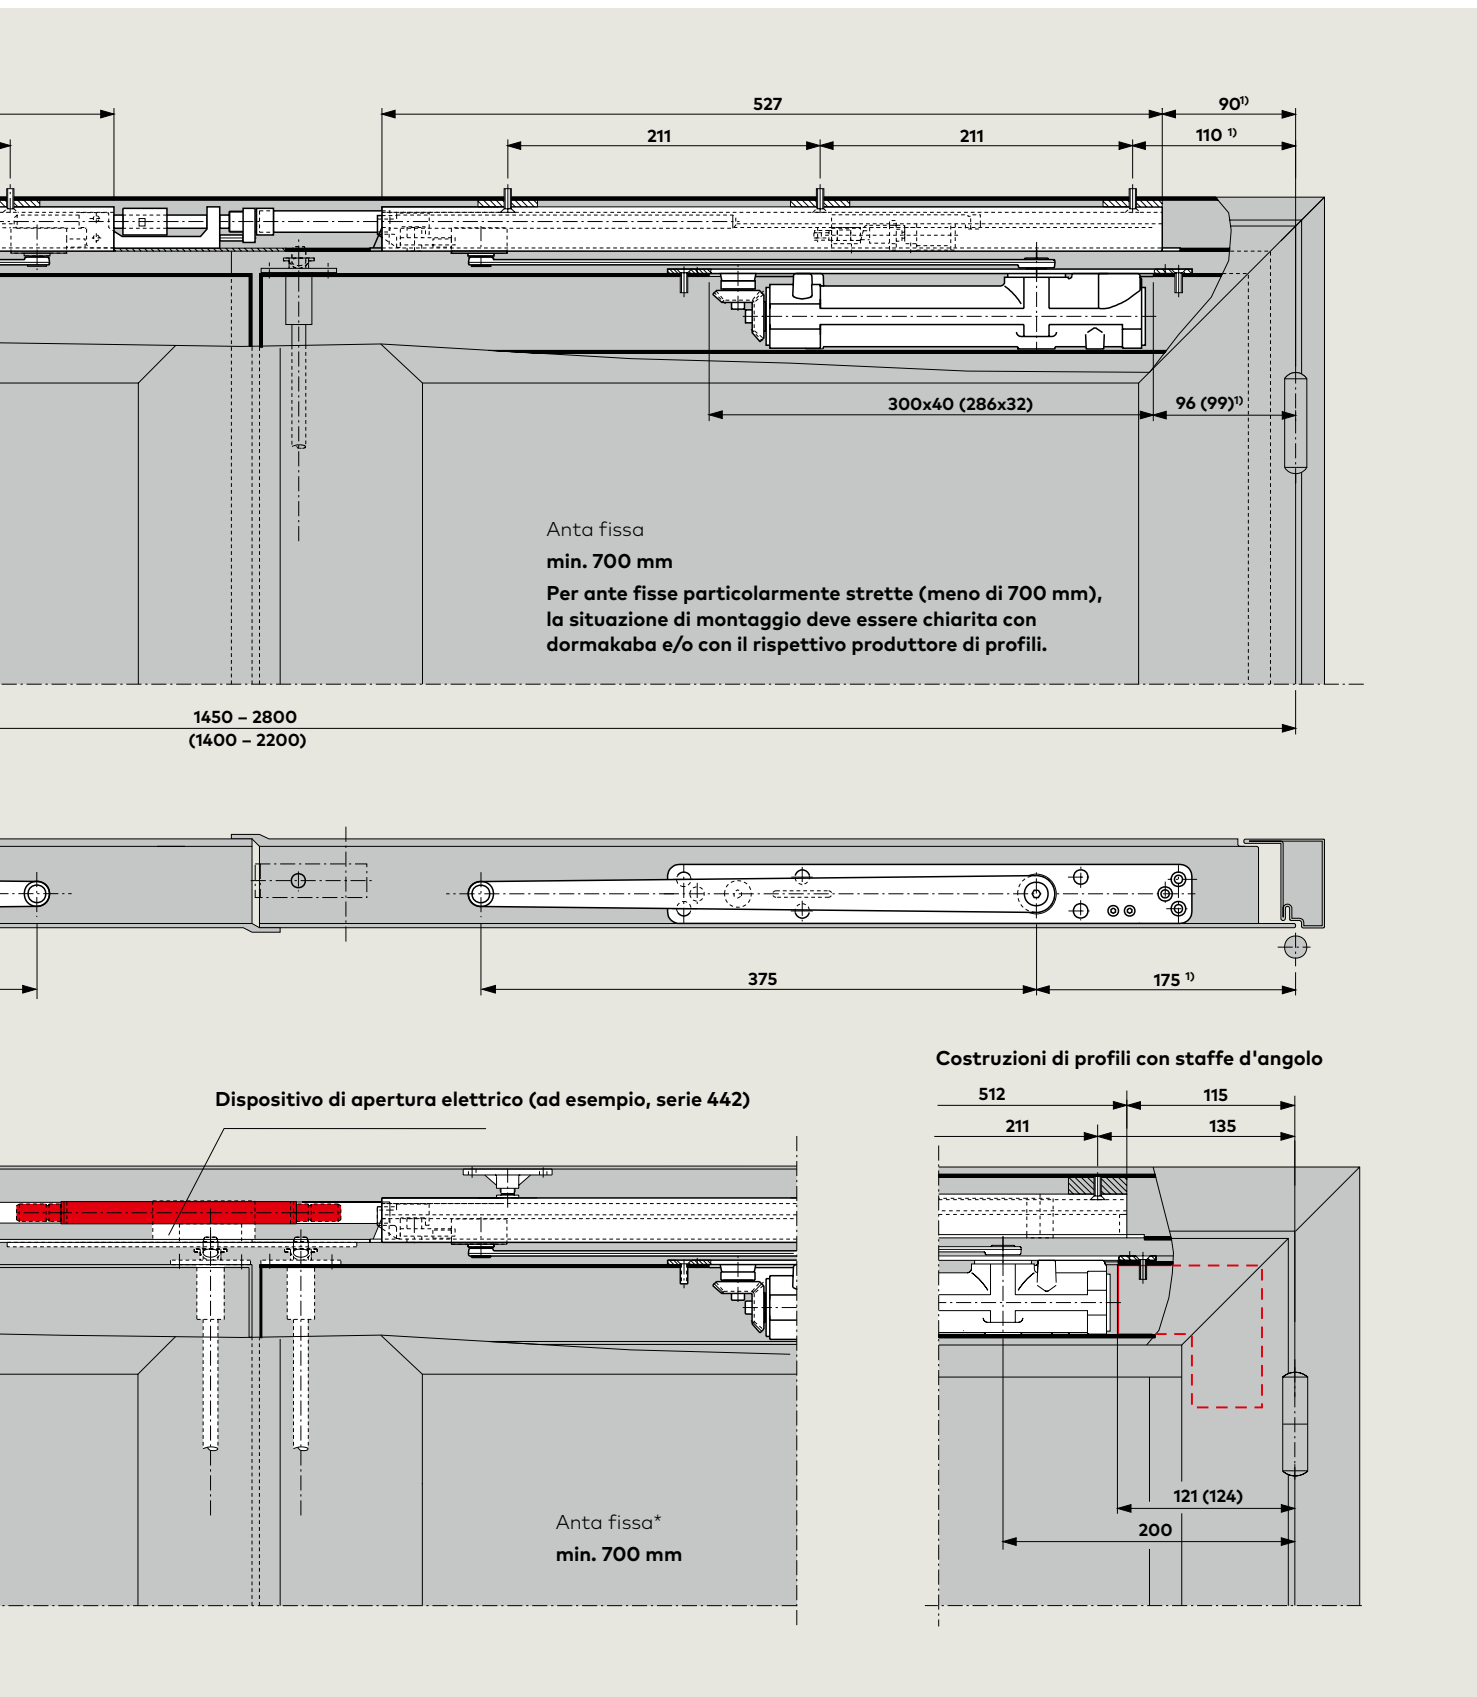 527
90¹⁾
211
211
110 ¹⁾
300x40 (286x32)
96 (99)¹⁾
Anta fissa
min. 700 mm
Per ante fisse particolarmente strette (meno di 700 mm),
la situazione di montaggio deve essere chiarita con
dormakaba e/o con il rispettivo produttore di profili.
1450 – 2800
(1400 – 2200)
375
175 ¹⁾
Costruzioni di profili con staffe d'angolo
Dispositivo di apertura elettrico (ad esempio, serie 442)
512
115
211
135
121 (124)
200
Anta fissa*
min. 700 mm